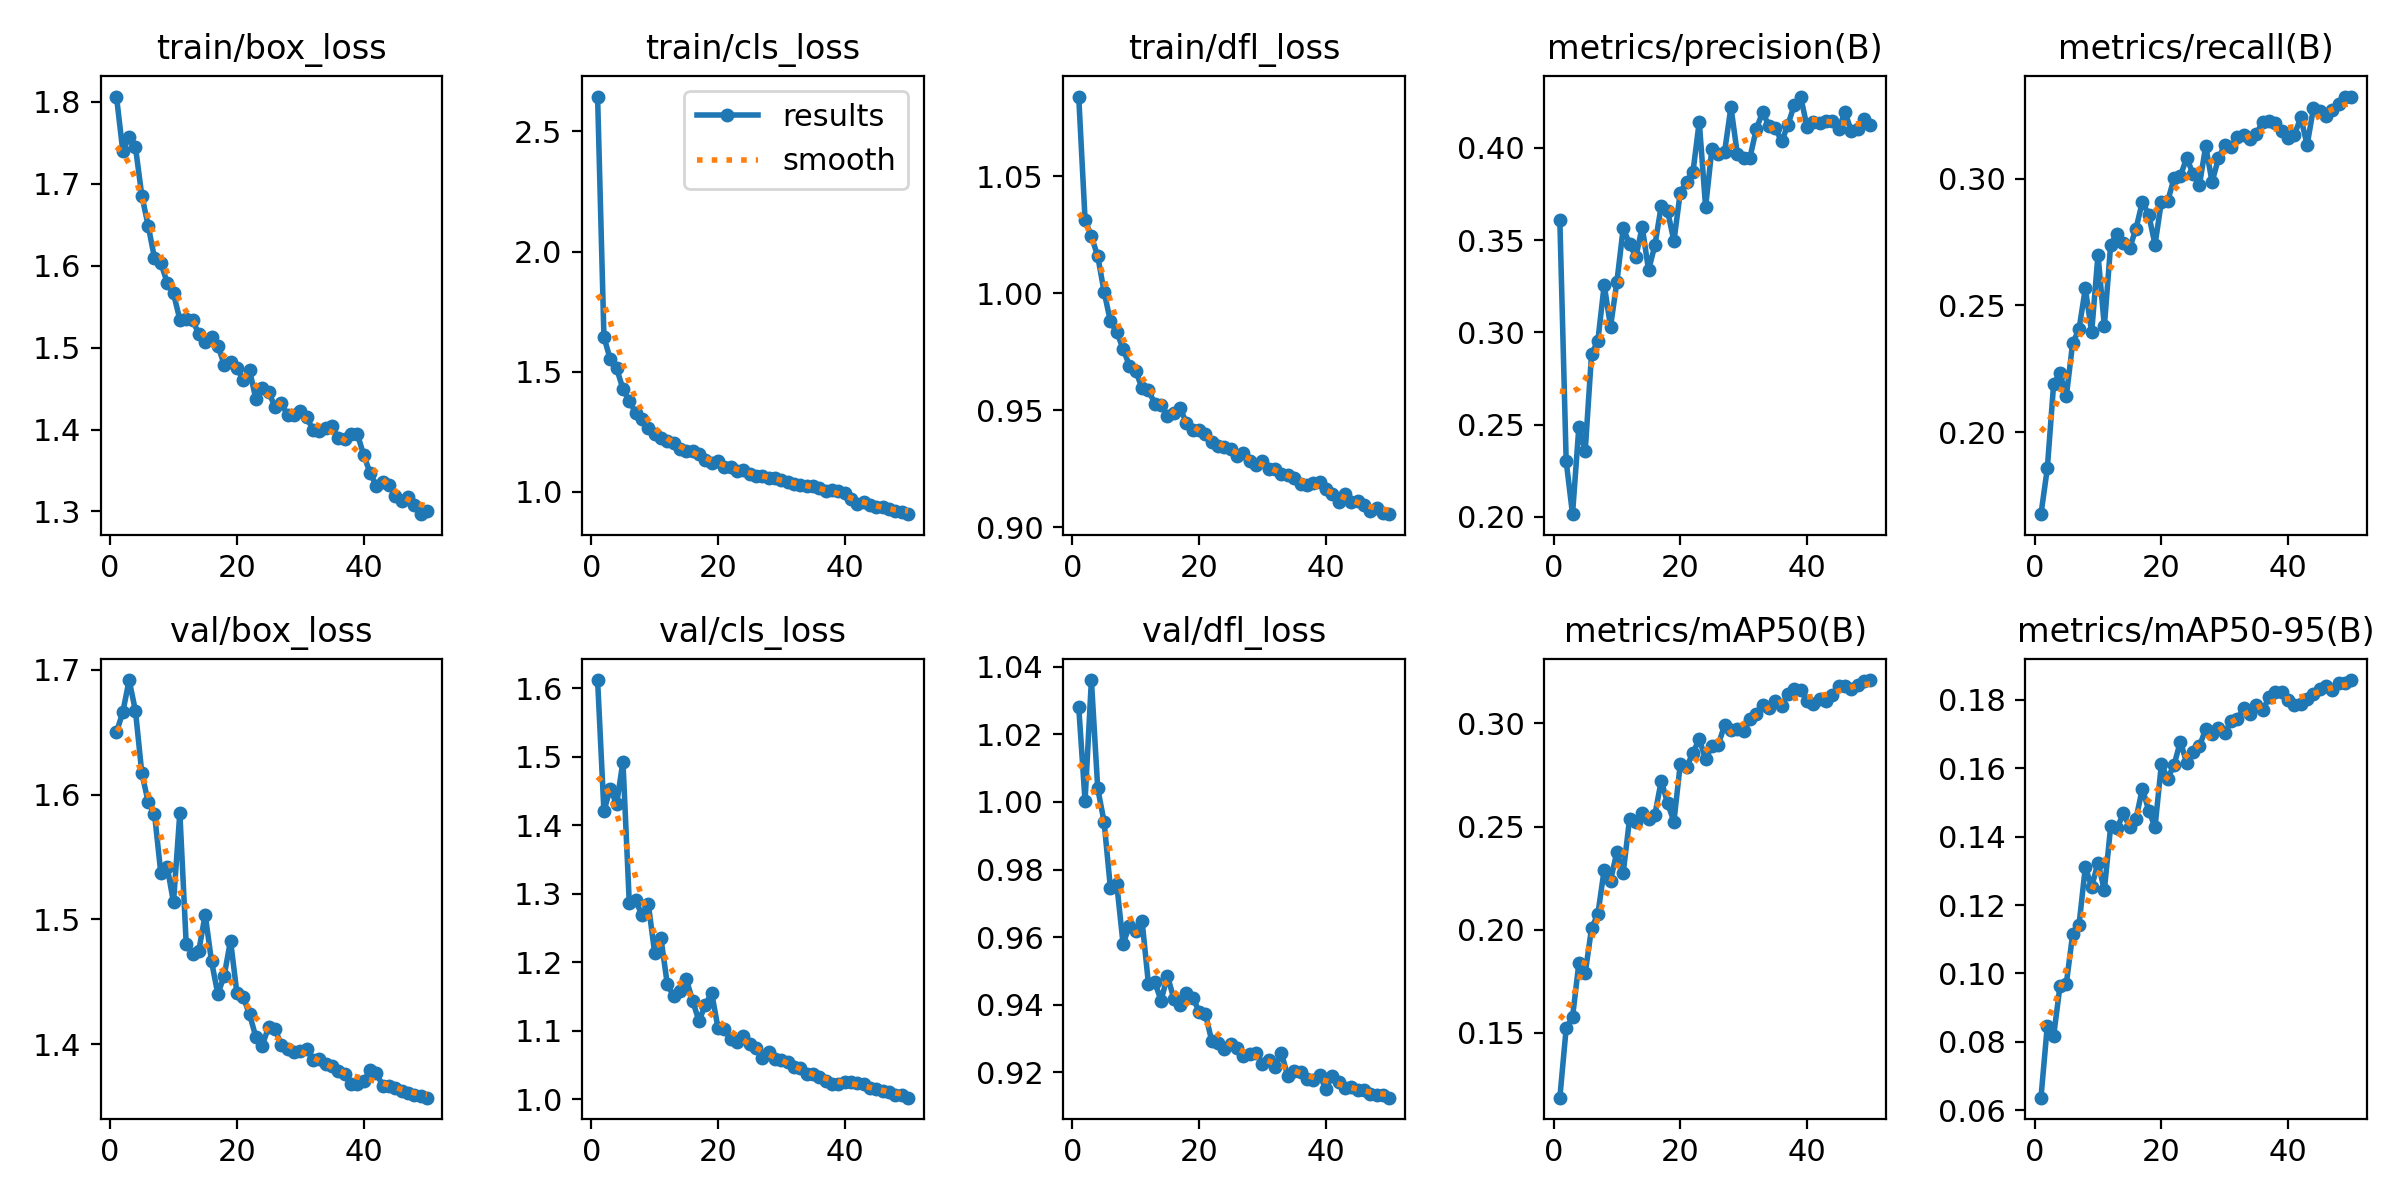 train/box_loss
train/cls_loss
train/dfl_loss
metrics/precision(B)
metrics/recall(B)
1.8
1.7
1.6
1.5
1.4
1.3
0 20 40
results
smooth
2.5
2.0
1.5
1.0
0 20 40
1.05
1.00
0.95
0.90
0 20 40
0.40
0.35
0.30
0.25
0.20
0 20 40
0.30
0.25
0.20
0 20 40
val/box_loss
val/cls_loss
val/dfl_loss
metrics/mAP50(B)
metrics/mAP50-95(B)
1.7
1.6
1.5
1.4
0 20 40
1.6
1.5
1.4
1.3
1.2
1.1
1.0
0 20 40
1.04
1.02
1.00
0.98
0.96
0.94
0.92
0 20 40
0.30
0.25
0.20
0.15
0 20 40
0.18
0.16
0.14
0.12
0.10
0.08
0.06
0 20 40